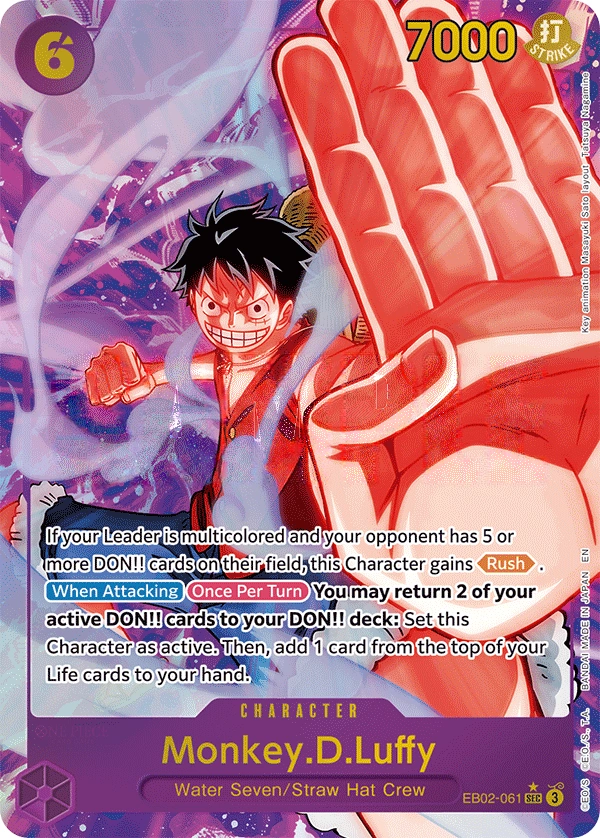 6
7000
打
STRIKE
Key animation Masayuki Sato layout Tatsuya Nagamine
If your Leader is multicolored and your opponent has 5 or
more DON!! cards on their field, this Character gains Rush .
When Attacking Once Per Turn You may return 2 of your
active DON!! cards to your DON!! deck: Set this
Character as active. Then, add 1 card from the top of your
Life cards to your hand.
©E.O/S ©E.O./S., T.A. BANDAI MADE IN JAPAN EN
CHARACTER
Monkey.D.Luffy
Water Seven/Straw Hat Crew
EB02-061 SEC 3